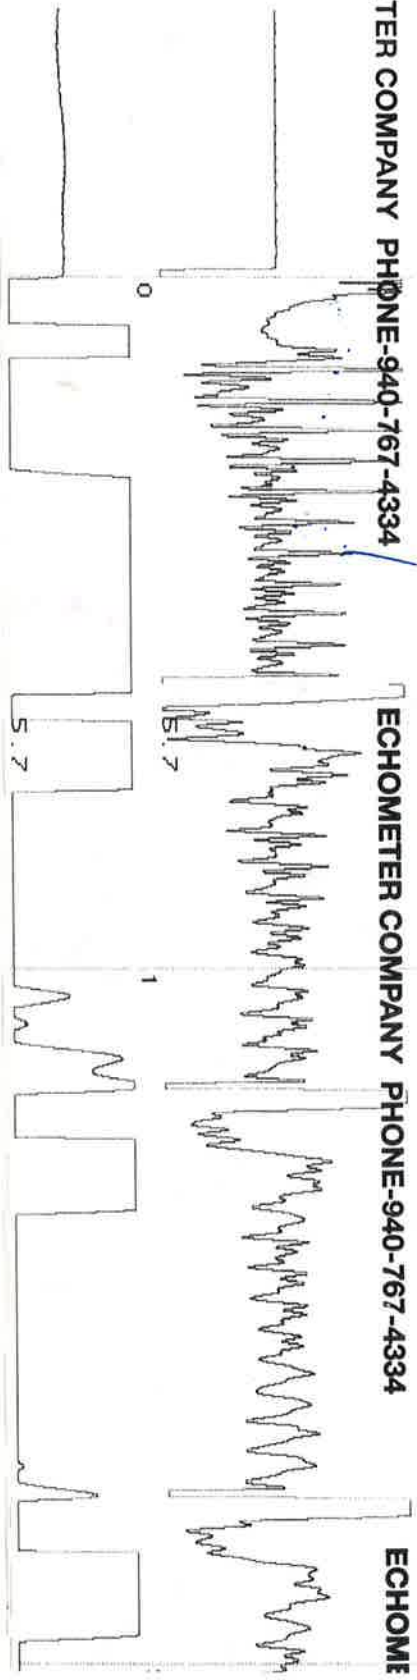 TER COMPANY PHONE-940-767-4334
ECHOMETER COMPANY PHONE-940-767-4334
ECHOME
0
5.7
5.7
1